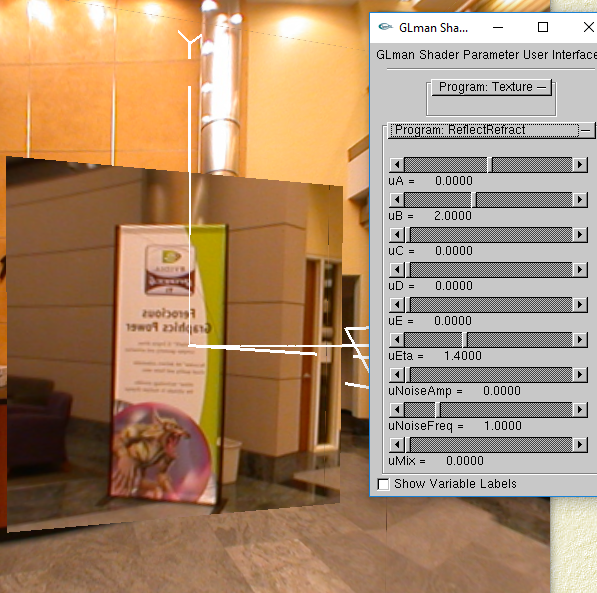 GLman Sha...
GLman Shader Parameter User Interface
Program: Texture
Program: ReflectRefract
uA = 0.0000
uB = 2.0000
uC = 0.0000
uD = 0.0000
uE = 0.0000
uEta = 1.4000
uNoiseAmp = 0.0000
uNoiseFreq = 1.0000
uMix = 0.0000
Show Variable Labels
NVIDIA
Ferocious
Graphics Power